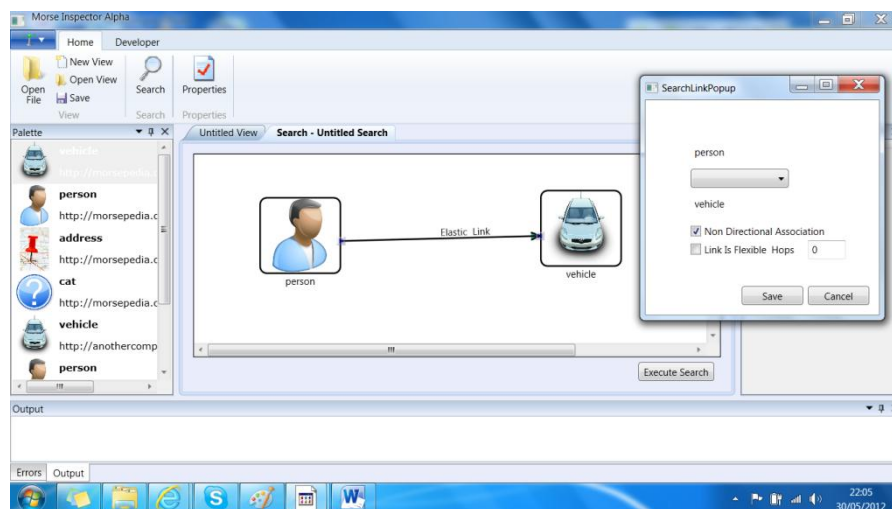 Morse Inspector Alpha
Home Developer
Open File
New View
Open View
Save
Search
Properties
View Search Properties
Palette
Untitled View Search - Untitled Search
vehicle
person
http://morsepedia.c
address
http://morsepedia.c
cat
http://morsepedia.c
vehicle
http://anothercomp
person
Elastic Link
person
vehicle
Execute Search
SearchLinkPopup
person
vehicle
Non Directional Association
Link Is Flexible Hops 0
Save Cancel
Output
Errors Output
22:05
30/05/2012